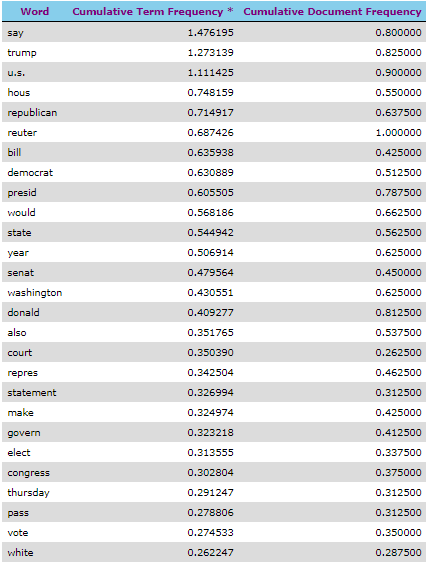 Word Cumulative Term Frequency * Cumulative Document Frequency
say 1.476195 0.800000
trump 1.273139 0.825000
u.s. 1.111425 0.900000
hous 0.748159 0.550000
republican 0.714917 0.637500
reuter 0.687426 1.000000
bill 0.635938 0.425000
democrat 0.630889 0.512500
presid 0.605505 0.787500
would 0.568186 0.662500
state 0.544942 0.562500
year 0.506914 0.625000
senat 0.479564 0.450000
washington 0.430551 0.625000
donald 0.409277 0.812500
also 0.351765 0.537500
court 0.350390 0.262500
repres 0.342504 0.462500
statement 0.326994 0.312500
make 0.324974 0.425000
govern 0.323218 0.412500
elect 0.313555 0.337500
congress 0.302804 0.375000
thursday 0.291247 0.312500
pass 0.278806 0.312500
vote 0.274533 0.350000
white 0.262247 0.287500